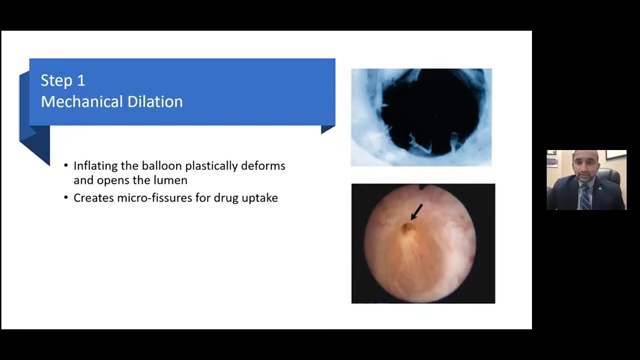 Step 1
Mechanical Dilation
• Inflating the balloon plastically deforms
and opens the lumen
• Creates micro-fissures for drug uptake